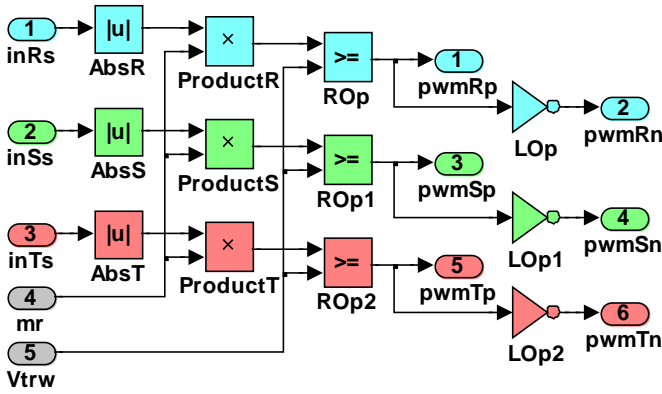 1
inRs
|u|
AbsR
×
ProductR
>=
ROp
1
pwmRp
LOp
2
pwmRn
2
inSs
|u|
AbsS
×
ProductS
>=
ROp1
3
pwmSp
LOp1
4
pwmSn
3
inTs
|u|
AbsT
×
ProductT
>=
ROp2
5
pwmTp
LOp2
6
pwmTn
4
mr
5
Vtrw